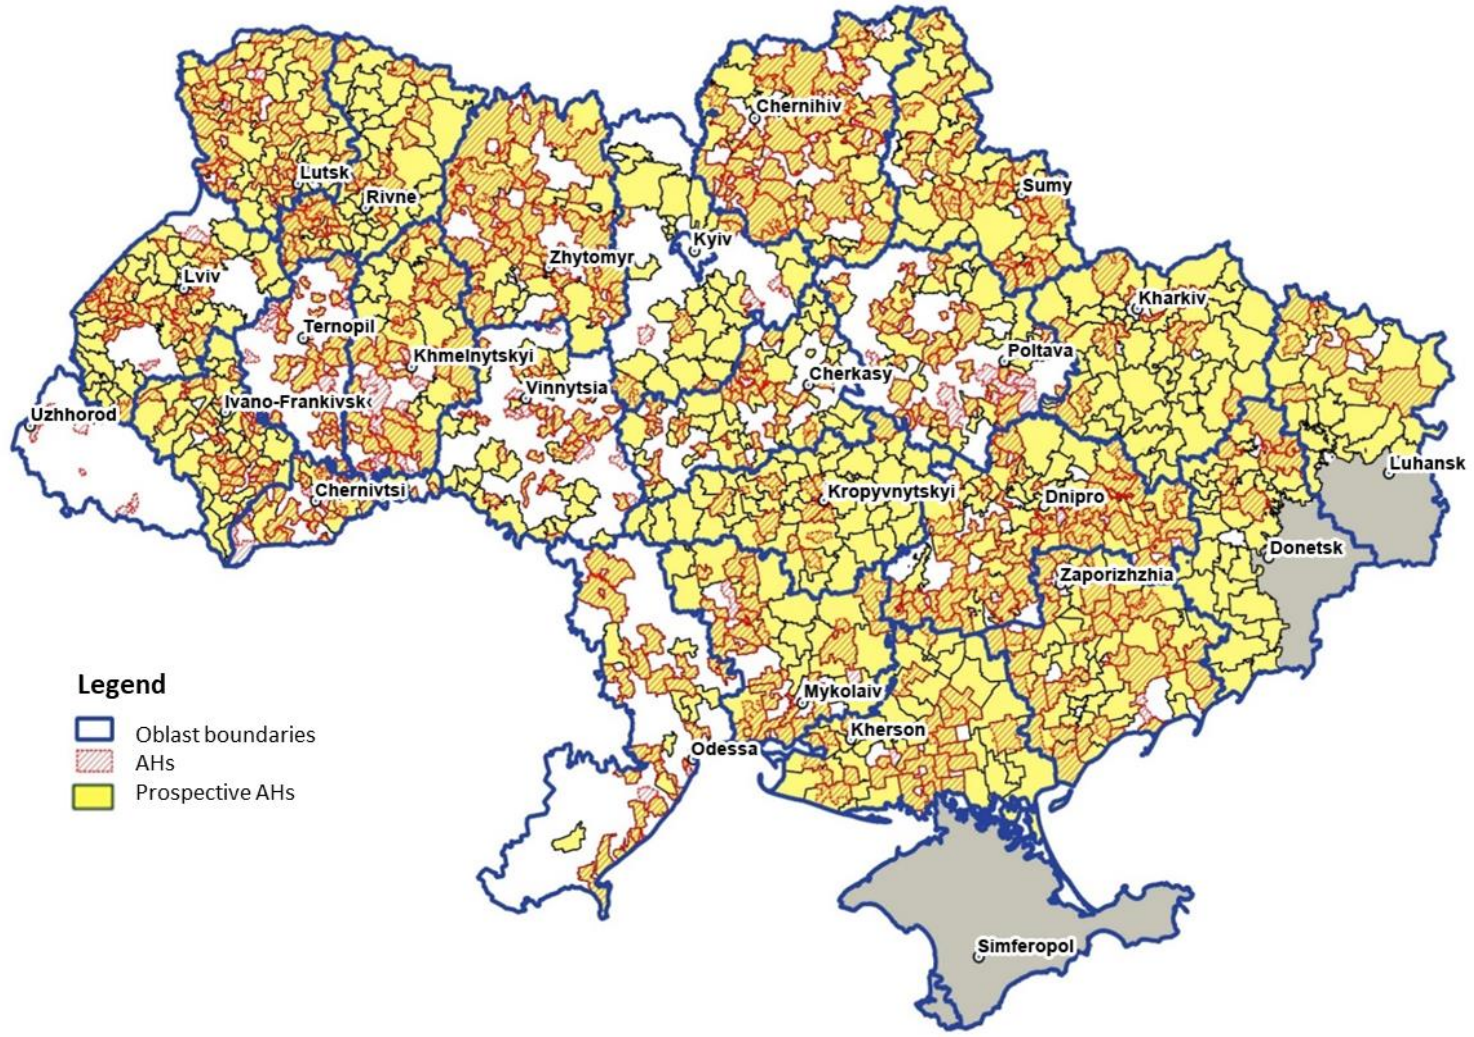 Chernihiv
Lutsk
Sumy
Rivne
Kyiv
Zhytomyr
Lviv
Kharkiv
Ternopil
Khmelnytskyi
Poltava
Cherkasy
Vinnytsia
Ivano-Frankivsk
Uzhhorod
Luhansk
Chernivtsi
Kropyvnytskyi
Dnipro
Donetsk
Zaporizhzhia
Legend
Mykolaiv
Oblast boundaries
Kherson
Odessa
AHs
Prospective AHs
Simferopol